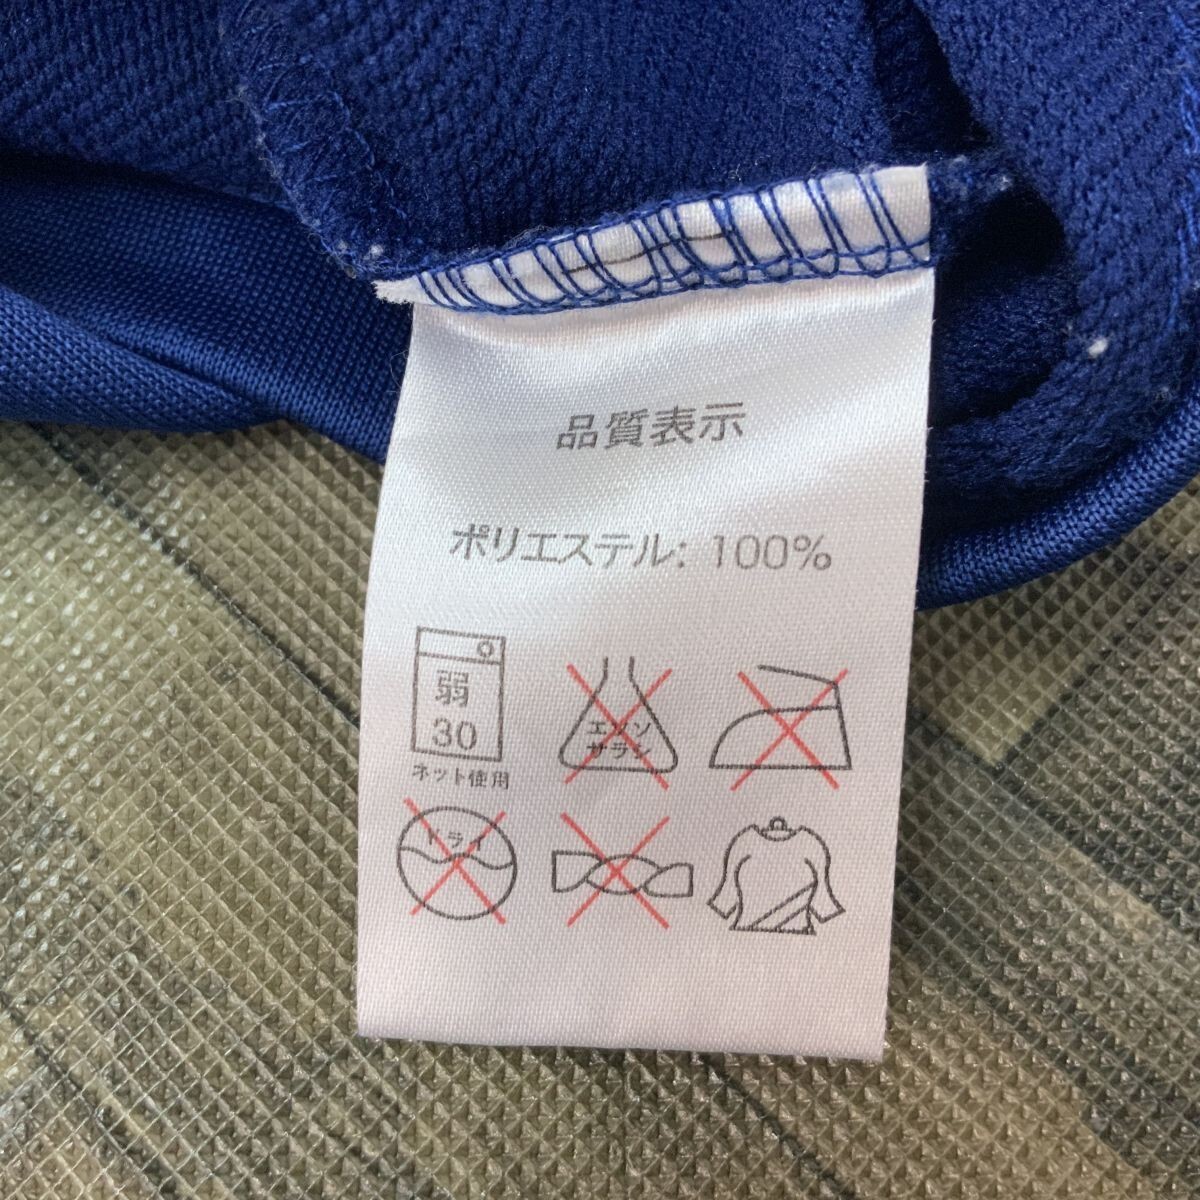 品質表示
ポリエステル: 100%
弱
30
ネット使用
エンソ
サラシ
ドライ